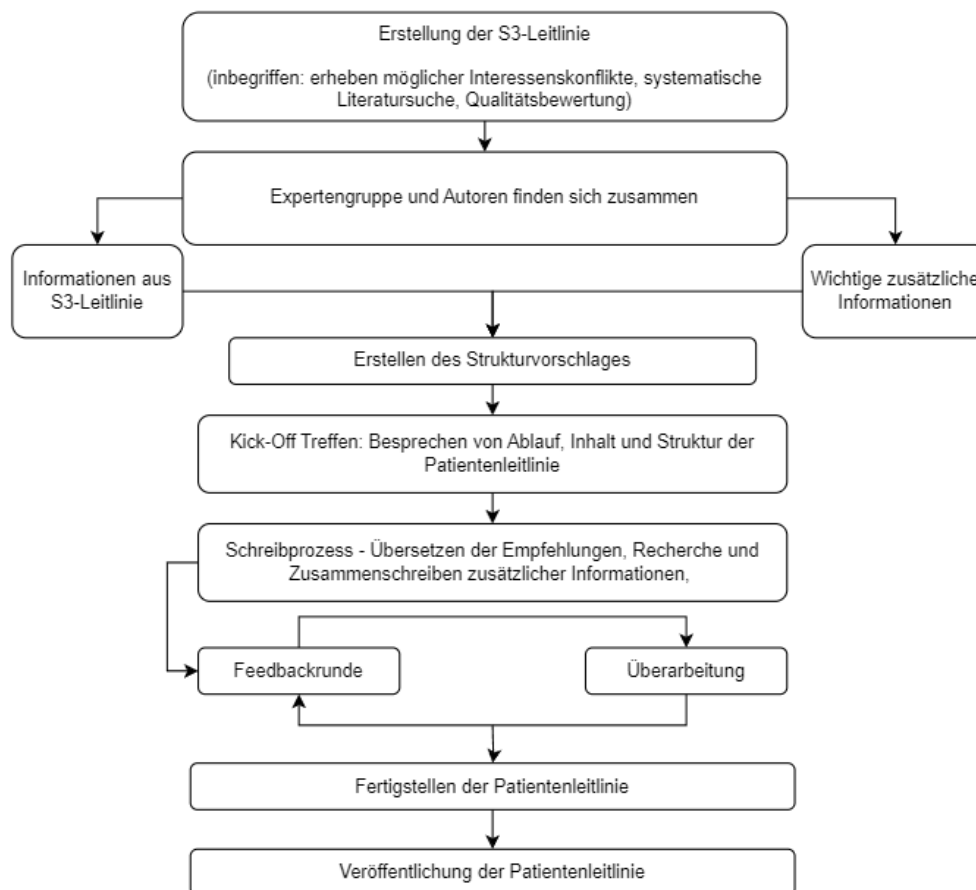 Erstellung der S3-Leitlinie
(inbegriffen: erheben möglicher Interessenskonflikte, systematische
Literatursuche, Qualitätsbewertung)
Expertengruppe und Autoren finden sich zusammen
Informationen aus
S3-Leitlinie
Wichtige zusätzliche
Informationen
Erstellen des Strukturvorschlages
Kick-Off Treffen: Besprechen von Ablauf, Inhalt und Struktur der
Patientenleitlinie
Schreibprozess - Übersetzen der Empfehlungen, Recherche und
Zusammenschreiben zusätzlicher Informationen,
Feedbackrunde
Überarbeitung
Fertigstellen der Patientenleitlinie
Veröffentlichung der Patientenleitlinie